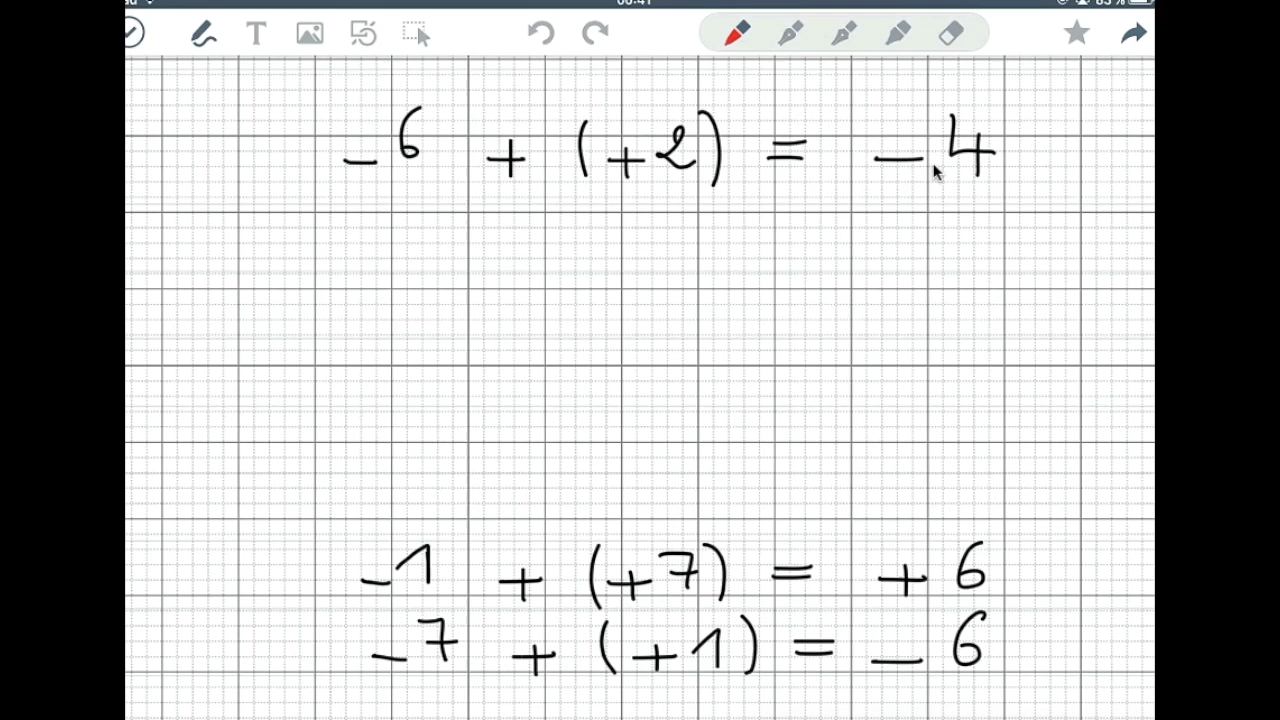 -6 + (+2) = -4
-1 + (+7) = +6
-7 + (+1) = -6